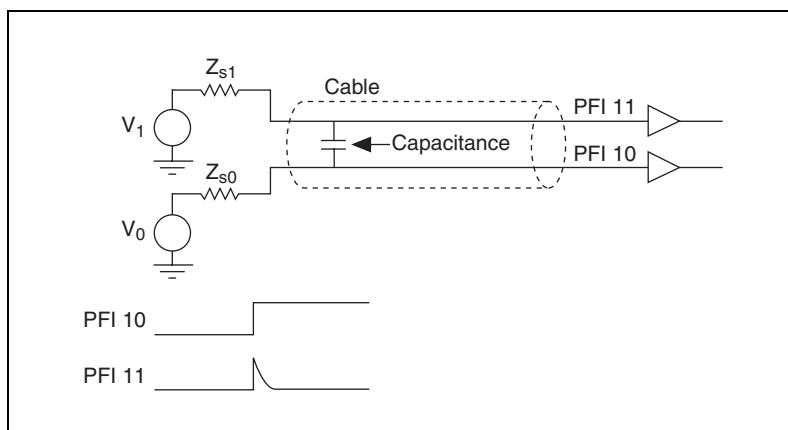 Zs1
Cable
PFI 11
V1
Capacitance
PFI 10
Zs0
V0
PFI 10
PFI 11